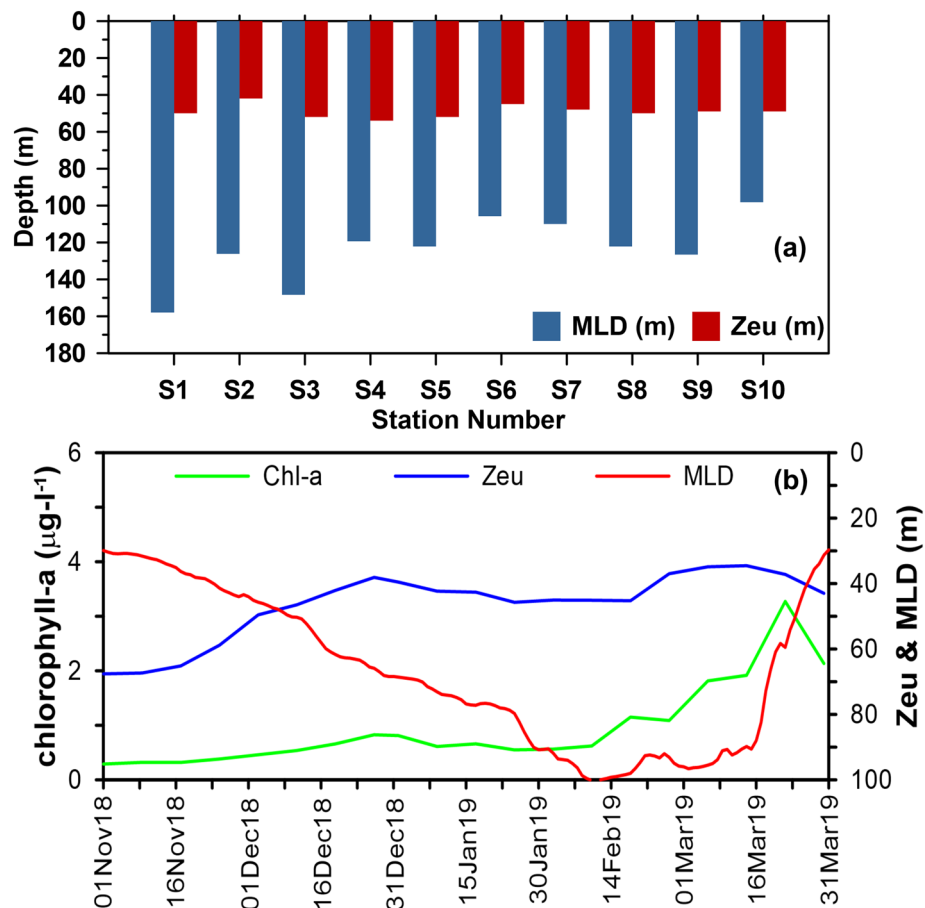 0
20
40
60
80
100
120
140
160
180
Depth (m)
(a)
MLD (m) Zeu (m)
S1 S2 S3 S4 S5 S6 S7 S8 S9 S10
Station Number
6
4
2
0
chlorophyll-a (µg-l⁻¹)
Chl-a Zeu MLD (b)
0
20
40
60
80
100
Zeu & MLD (m)
01Nov18
16Nov18
01Dec18
16Dec18
31Dec18
15Jan19
30Jan19
14Feb19
01Mar19
16Mar19
31Mar19